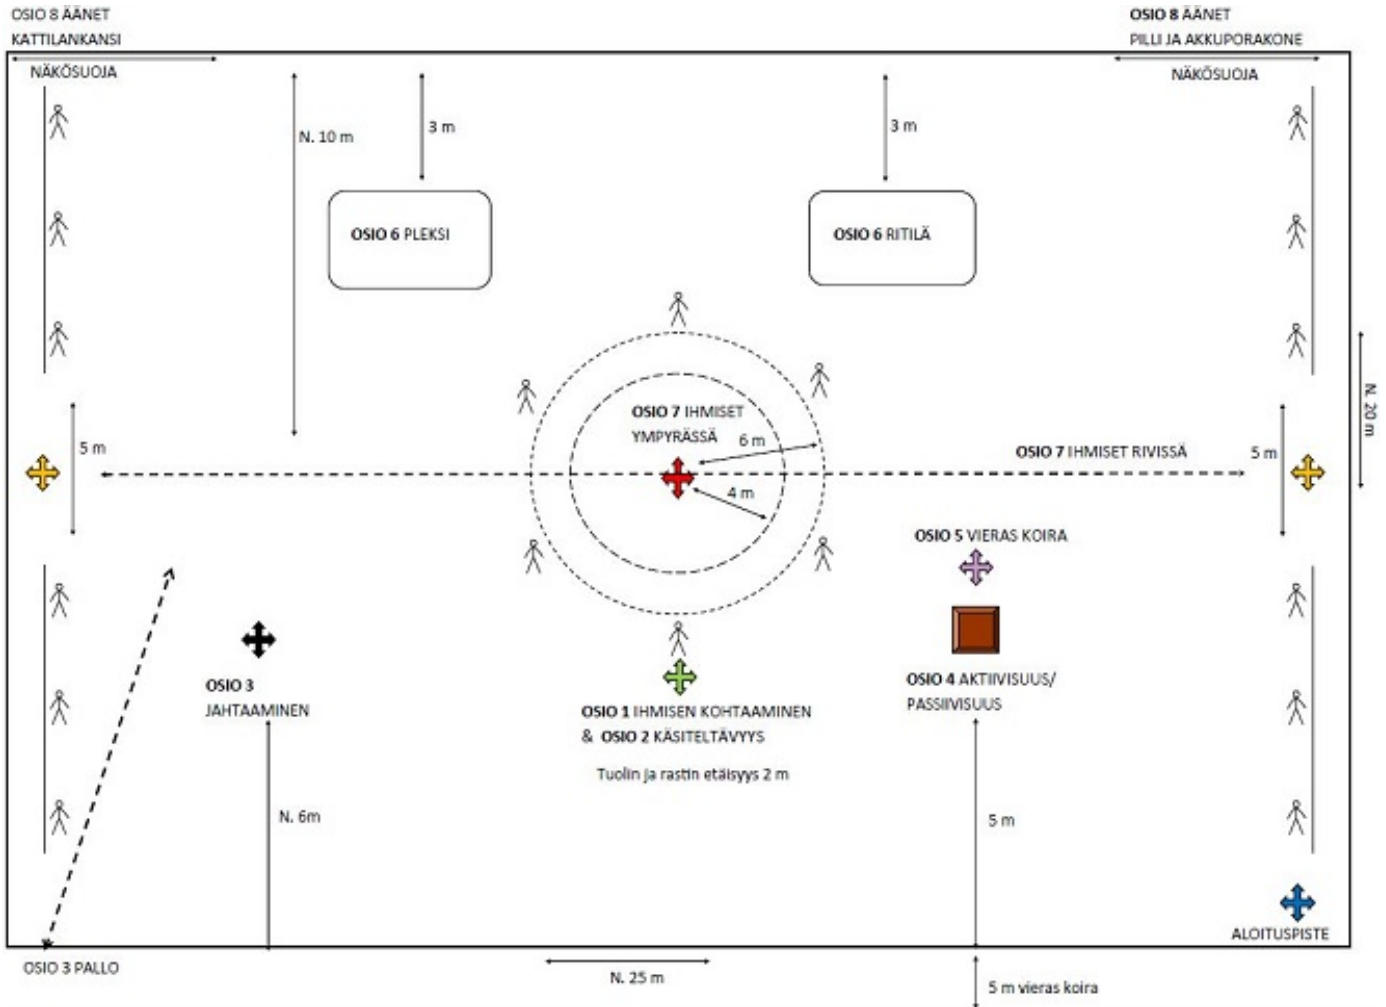 OSIO 8 ÄÄNET
KATTILANKANSI
OSIO 8 ÄÄNET
PILLI JA AKKUPORAKONE
NÄKÖSUOJA
NÄKÖSUOJA
N. 10 m
3 m
3 m
OSIO 6 PLEKSI
OSIO 6 RITILÄ
OSIO 7 IHMISET
YMPYRÄSSÄ
6 m
4 m
5 m
OSIO 7 IHMISET RIVISSÄ
5 m
N. 20 m
OSIO 5 VIERAS KOIRA
OSIO 3
JAHTAAMINEN
OSIO 1 IHMISEN KOHTAAMINEN
& OSIO 2 KÄSITELTÄVYYS
Tuolin ja rastin etäisyys 2 m
OSIO 4 AKTIIVISUUS/
PASSIIVISUUS
N. 6m
5 m
ALOITUSPISTE
OSIO 3 PALLO
N. 25 m
5 m vieras koira